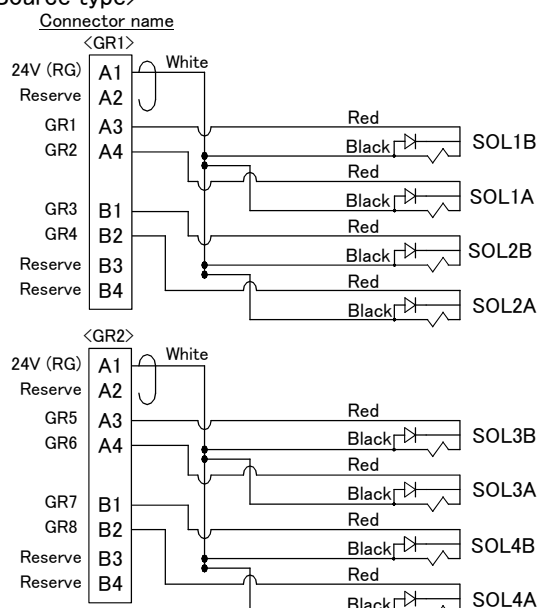 <Source type>
Connector name
<GR1>
24V (RG) A1 White
Reserve A2
GR1 A3 Red
Black SOL1B
GR2 A4 Red
Black SOL1A
GR3 B1 Red
GR4 B2 Black SOL2B
Reserve B3 Red
Reserve B4 Black SOL2A
<GR2>
24V (RG) A1 White
Reserve A2
GR5 A3 Red
GR6 A4 Black SOL3B
Red
Black SOL3A
GR7 B1 Red
GR8 B2 Black SOL4B
Reserve B3 Red
Reserve B4 Black SOL4A